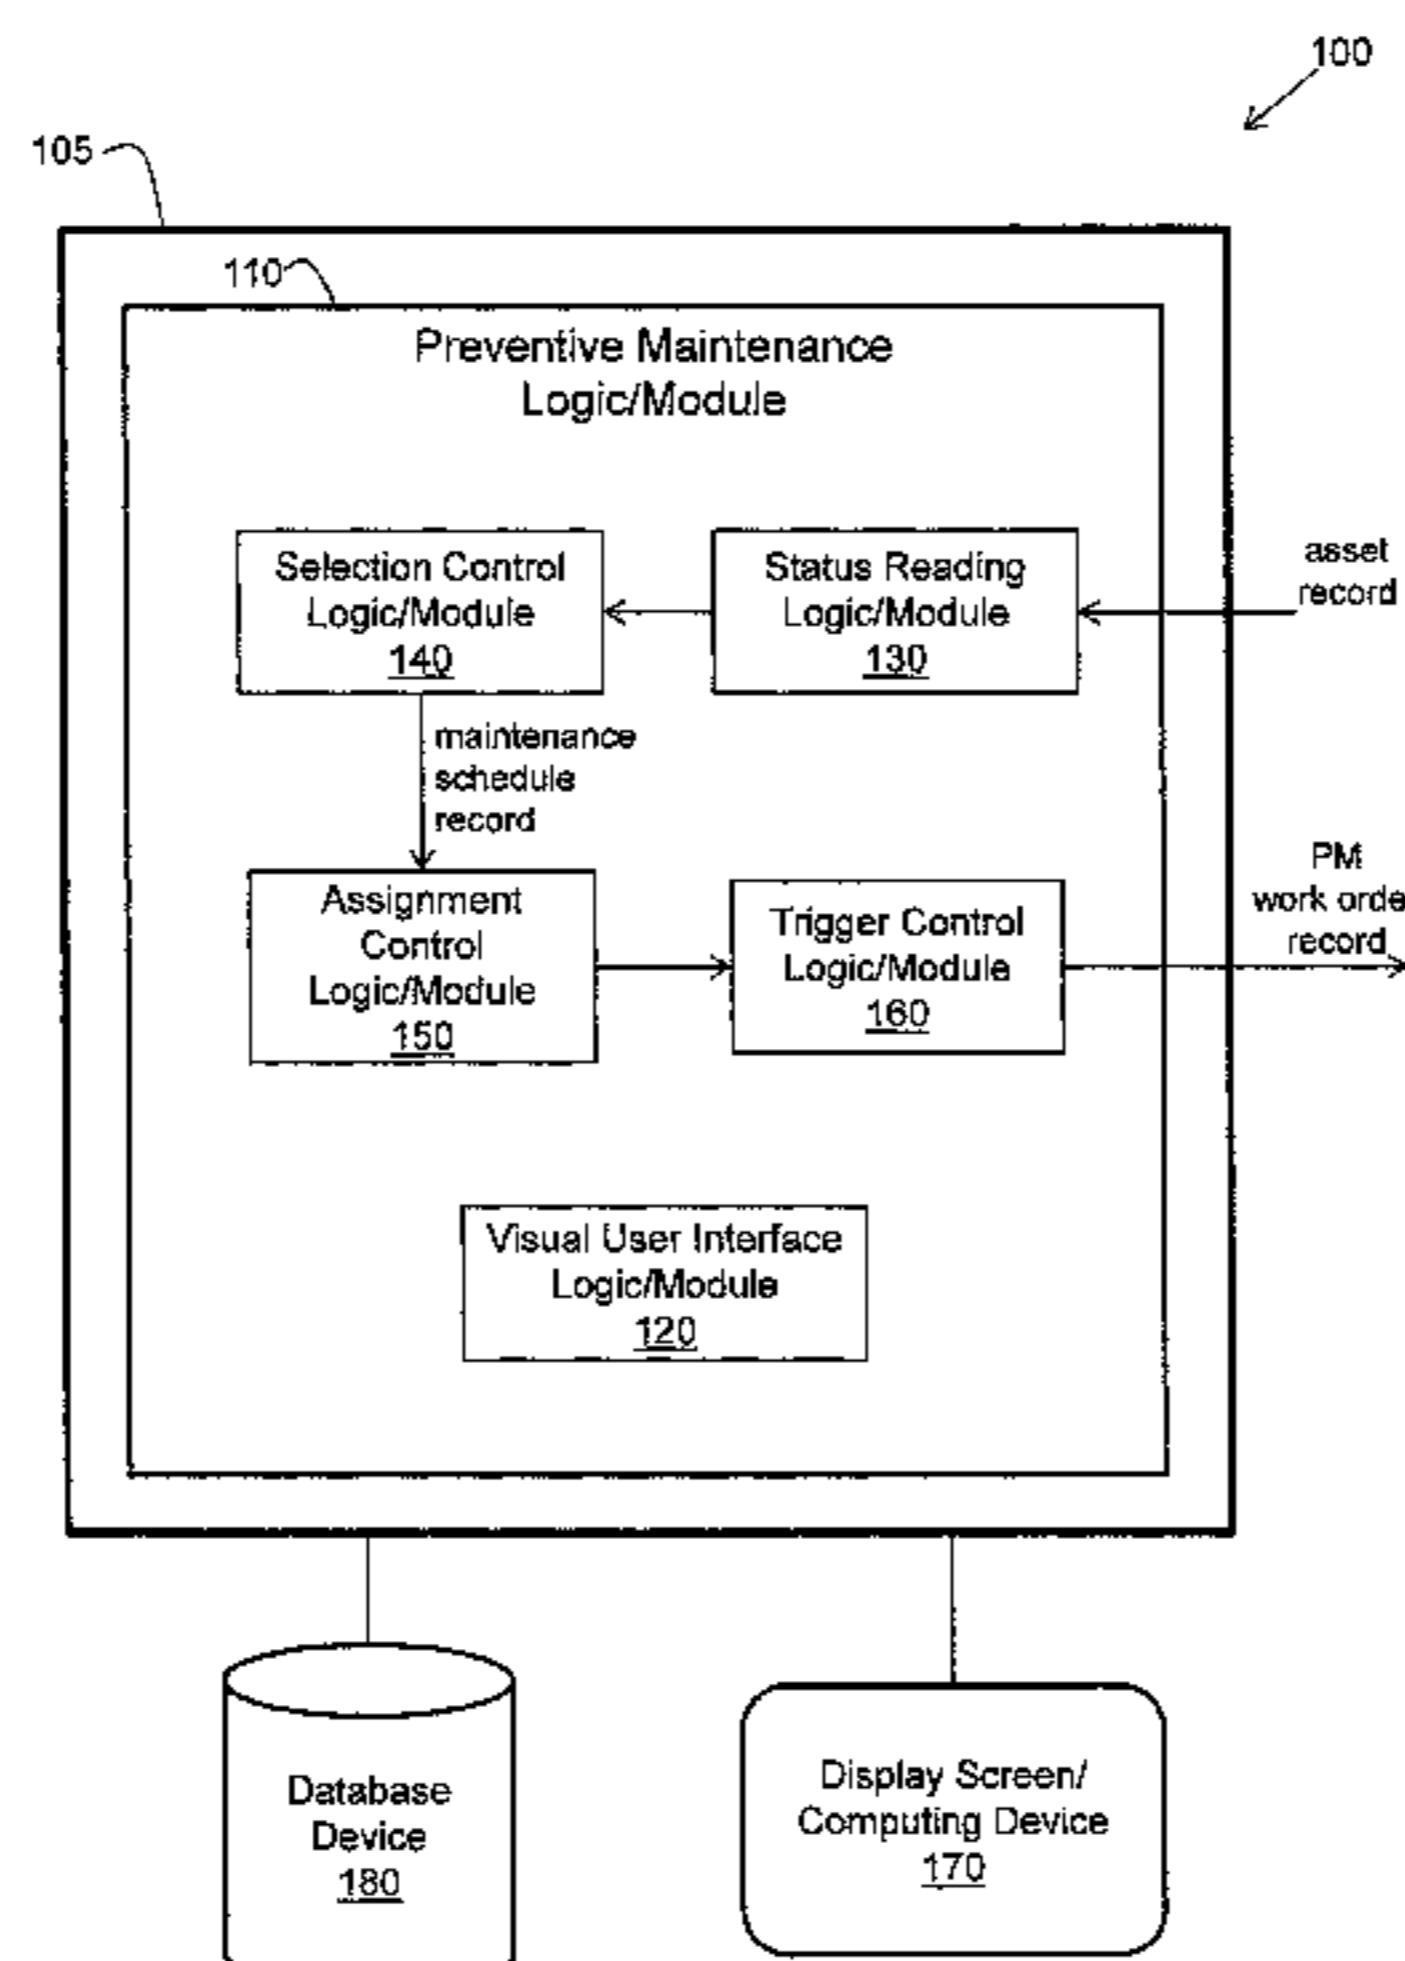 100
105
110
Preventive Maintenance
Logic/Module
Selection Control
Logic/Module
140
Status Reading
Logic/Module
130
asset
record
maintenance
schedule
record
Assignment
Control
Logic/Module
150
Trigger Control
Logic/Module
160
PM
work orde
record
Visual User Interface
Logic/Module
120
Database
Device
180
Display Screen/
Computing Device
170